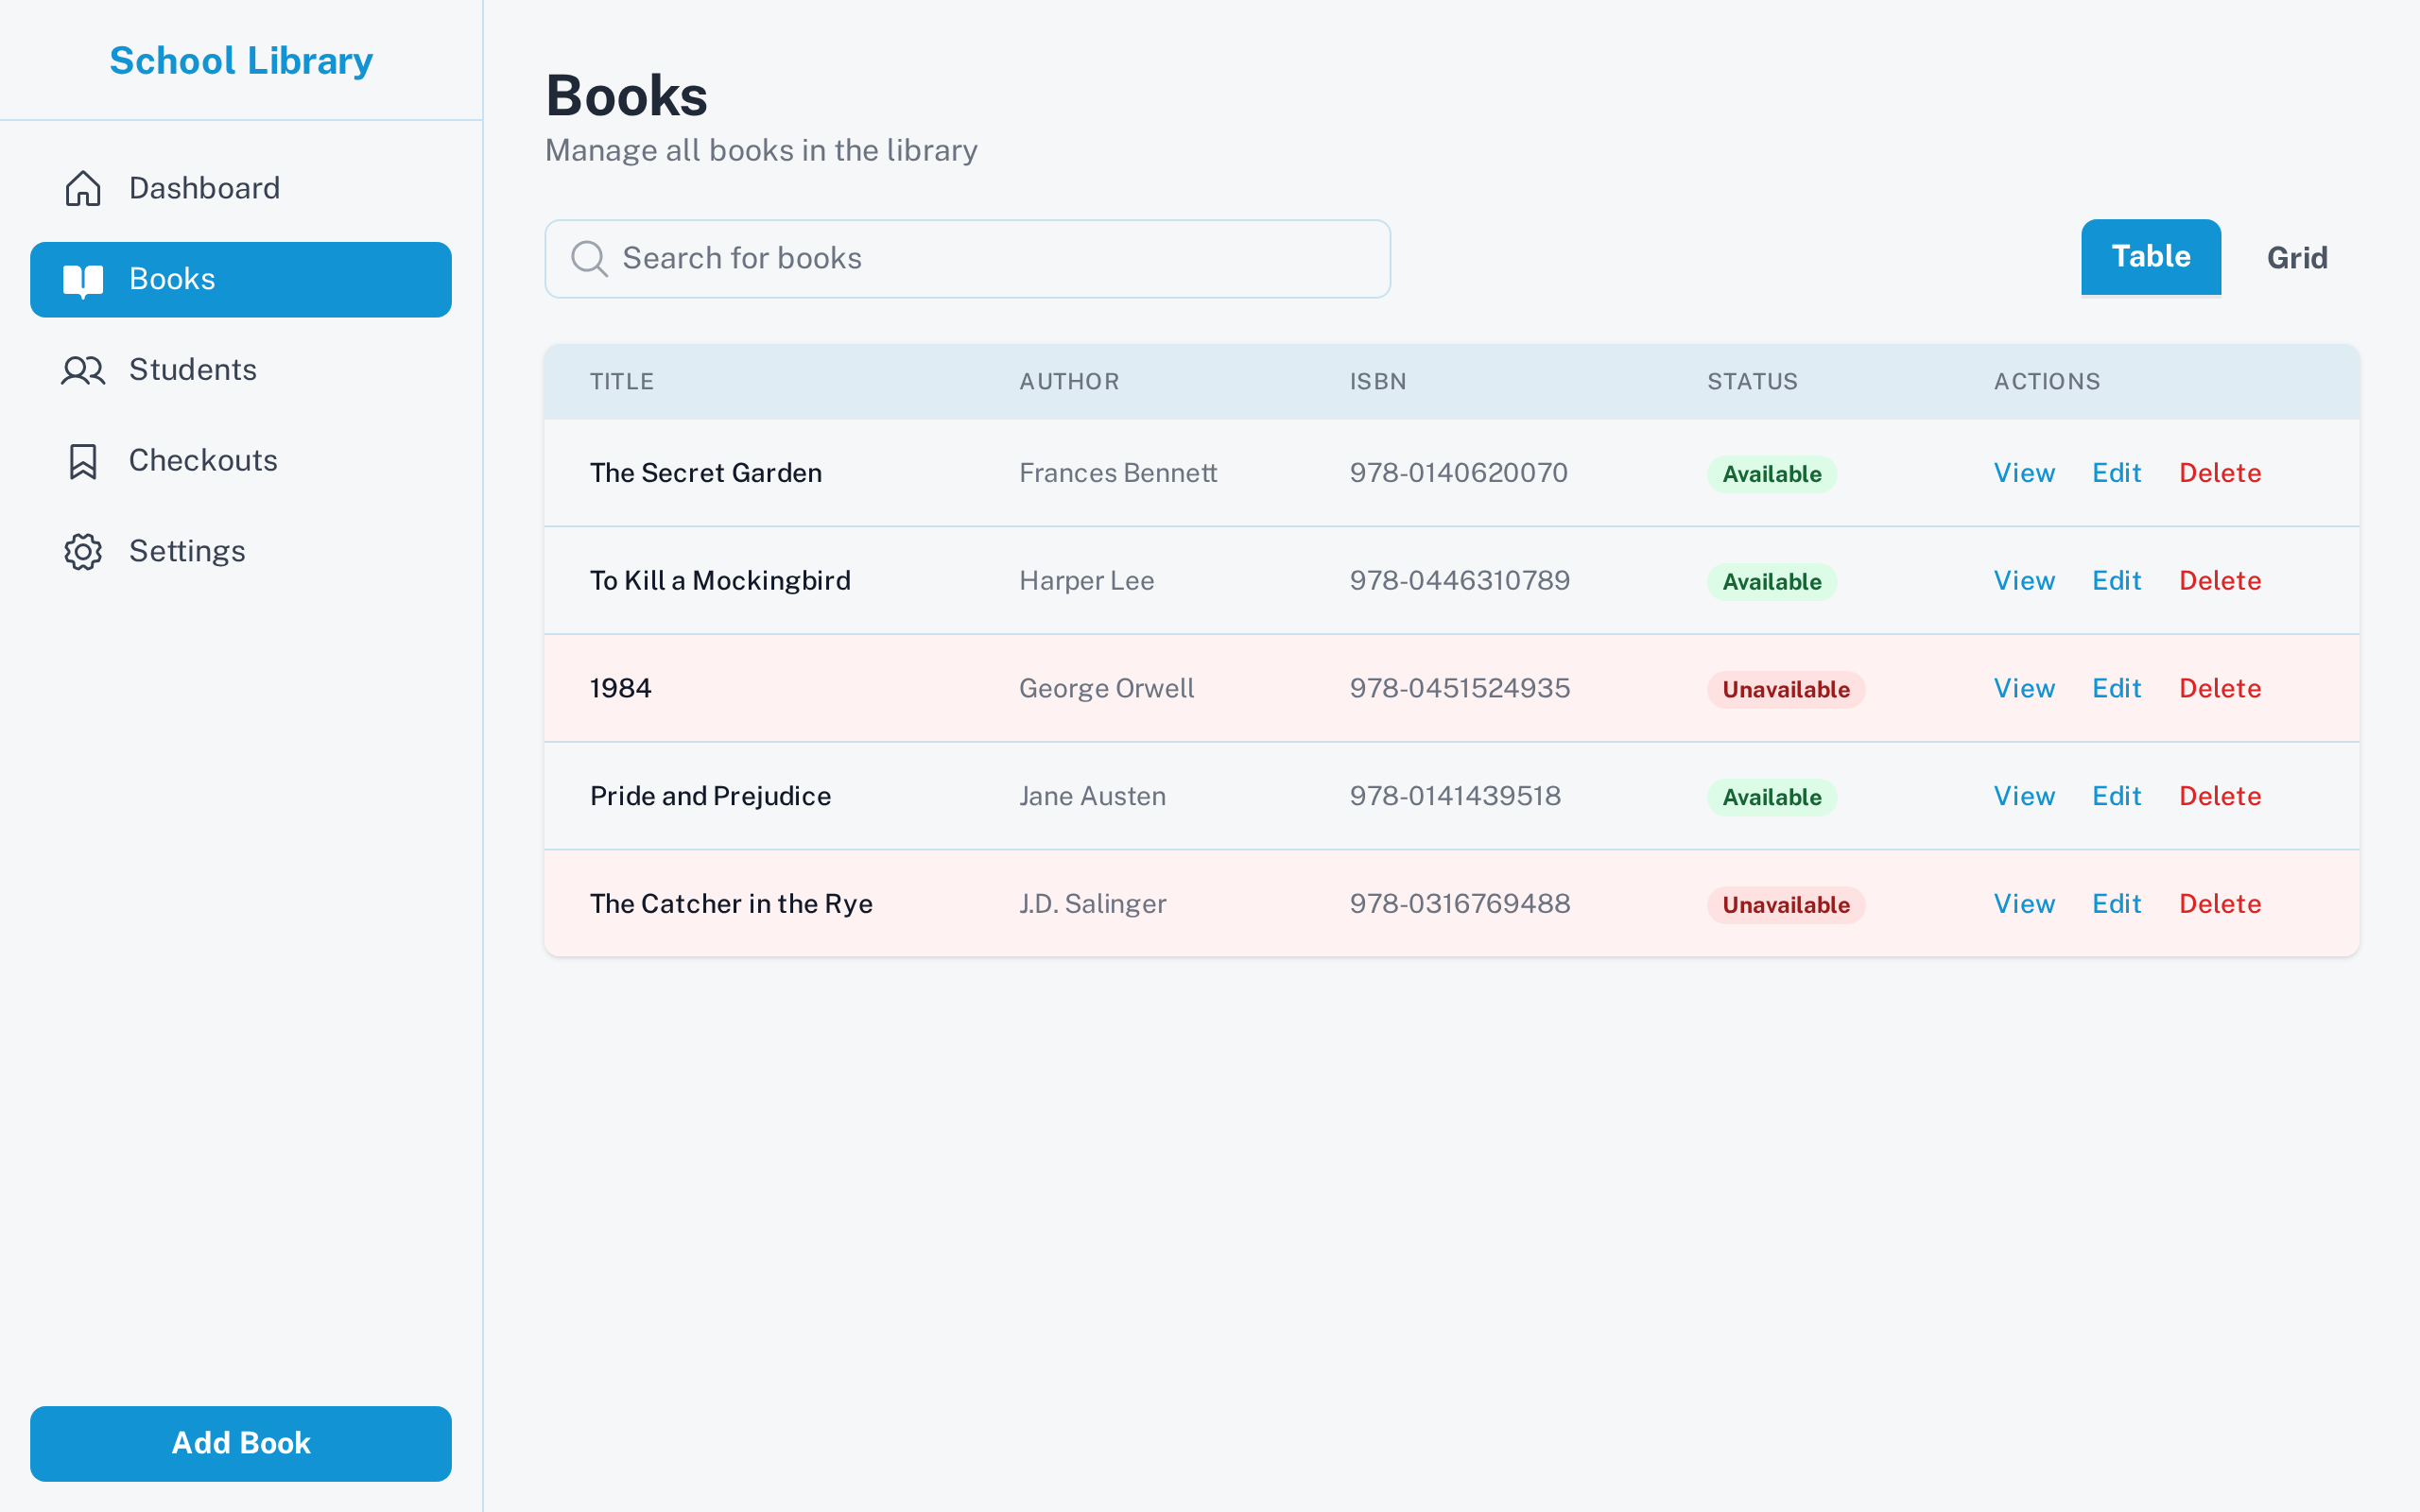 School Library
Dashboard
Books
Students
Checkouts
Settings
Add Book
Books
Manage all books in the library
Search for books
Table Grid
TITLE AUTHOR ISBN STATUS ACTIONS
The Secret Garden Frances Bennett 978-0140620070 Available View Edit Delete
To Kill a Mockingbird Harper Lee 978-0446310789 Available View Edit Delete
1984 George Orwell 978-0451524935 Unavailable View Edit Delete
Pride and Prejudice Jane Austen 978-0141439518 Available View Edit Delete
The Catcher in the Rye J.D. Salinger 978-0316769488 Unavailable View Edit Delete